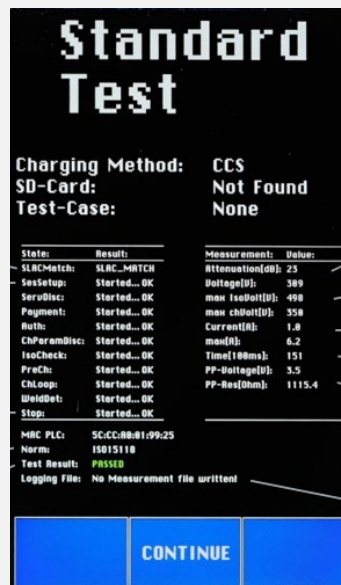 Standard
Test
Charging Method: CCS
SD-Card: Not Found
Test-Case: None
State: Result: Measurement: Value:
SLACMatch: SLAC_MATCH Attenuation[dB]: 23
SesSetup: Started... OK Voltage[V]: 309
ServDisc: Started... OK max IsoVolt[V]: 498
Payment: Started... OK max chVolt[V]: 350
Auth: Started... OK Current[A]: 1.0
ChParamDisc: Started... OK max[A]: 6.2
IsoCheck: Started... OK Time[100ms]: 151
PreCh: Started... OK PP-Voltage[V]: 3.5
ChLoop: Started... OK PP-Res[Ohm]: 1115.4
WeldDet: Started... OK
Stop: Started... OK
MAC PLC: 5C:CC:A0:01:99:25
Norm: ISO15118
Test Result: PASSED
Logging File: No Measurement file written!
CONTINUE